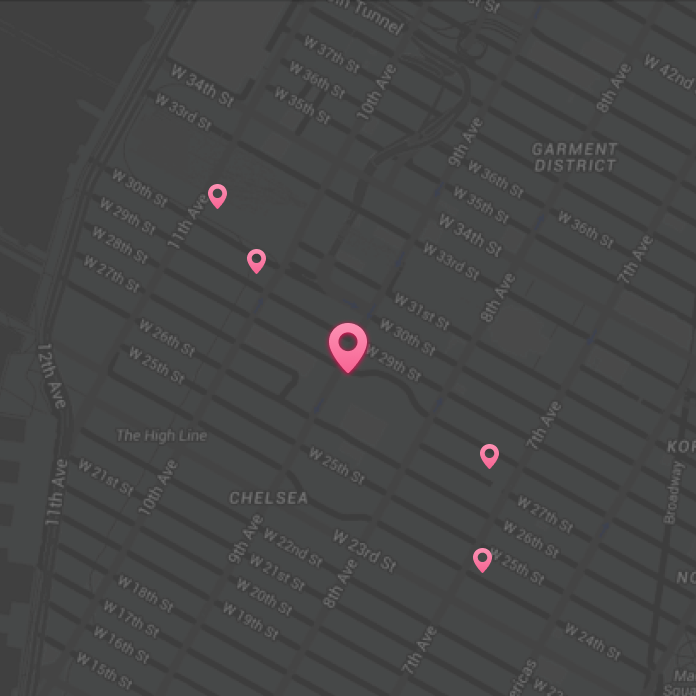 n Tunnel
st St
W 37th St
W 36th St
W 35th St
W 34th St
W 33rd St
10th Ave
8th Ave
W 42nd
9th Ave
GARMENT
DISTRICT
W 36th St
W 35th St
W 34th St
W 33rd St
W 36th St
W 30th St
W 29th St
W 28th St
W 27th St
11th Ave
7th Ave
8th Ave
W 31st St
W 30th St
W 29th St
W 26th St
W 25th St
12th Ave
The High Line
7th Ave
KOR
W 21st St
10th Ave
11th Ave
W 25th St
CHELSEA
Broadway
W 27th St
W 26th St
W 25th St
9th Ave
W 23rd St
W 22nd St
W 21st St
W 20th St
W 19th St
8th Ave
W 18th St
W 17th St
W 16th St
W 15th St
NO
W 24th St
7th Ave
ricas
W 2
Ma